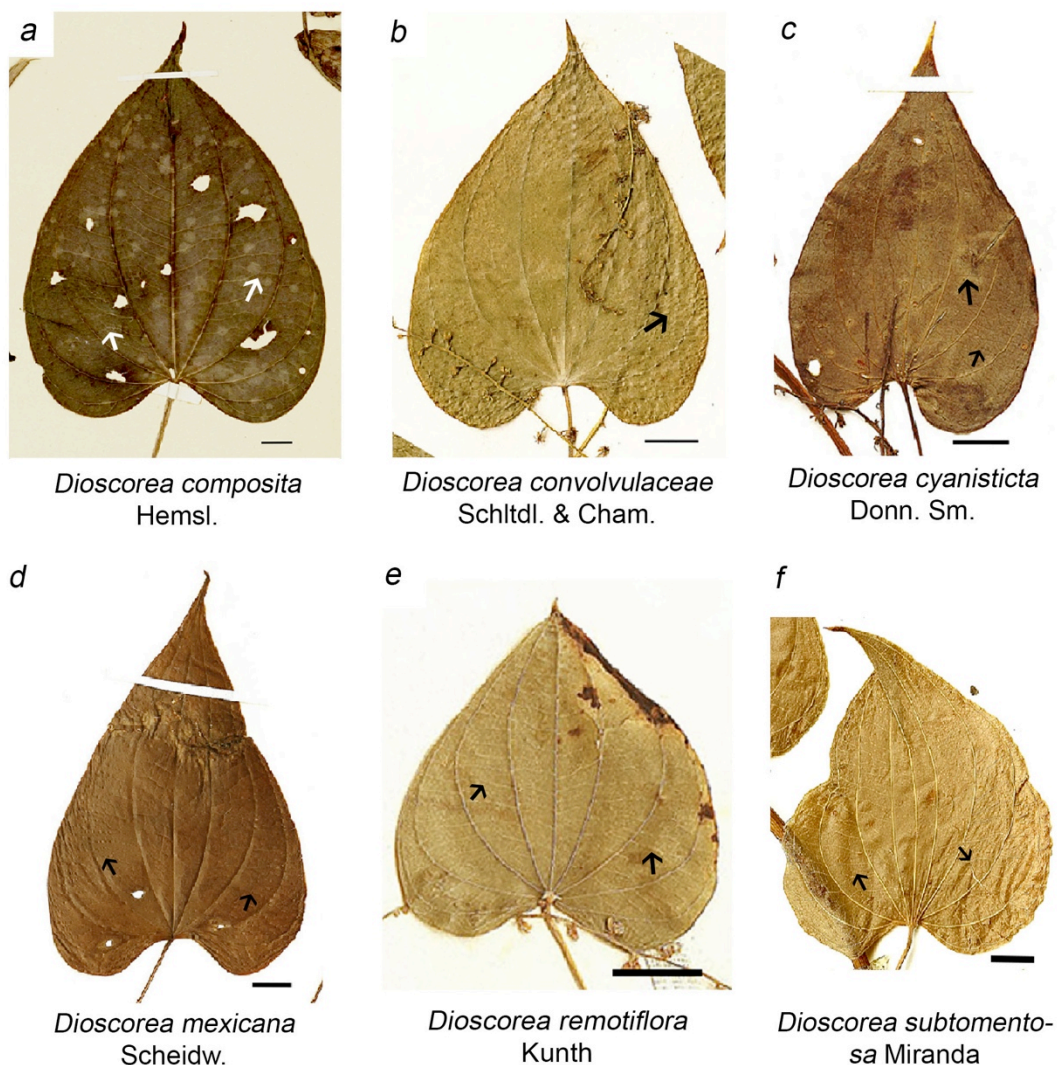 a
b
c
Dioscorea composita
Hemsl.
Dioscorea convolvulaceae
Schltdl. & Cham.
Dioscorea cyanisticta
Donn. Sm.
d
e
f
Dioscorea mexicana
Scheidw.
Dioscorea remotiflora
Kunth
Dioscorea subtomento-
sa Miranda